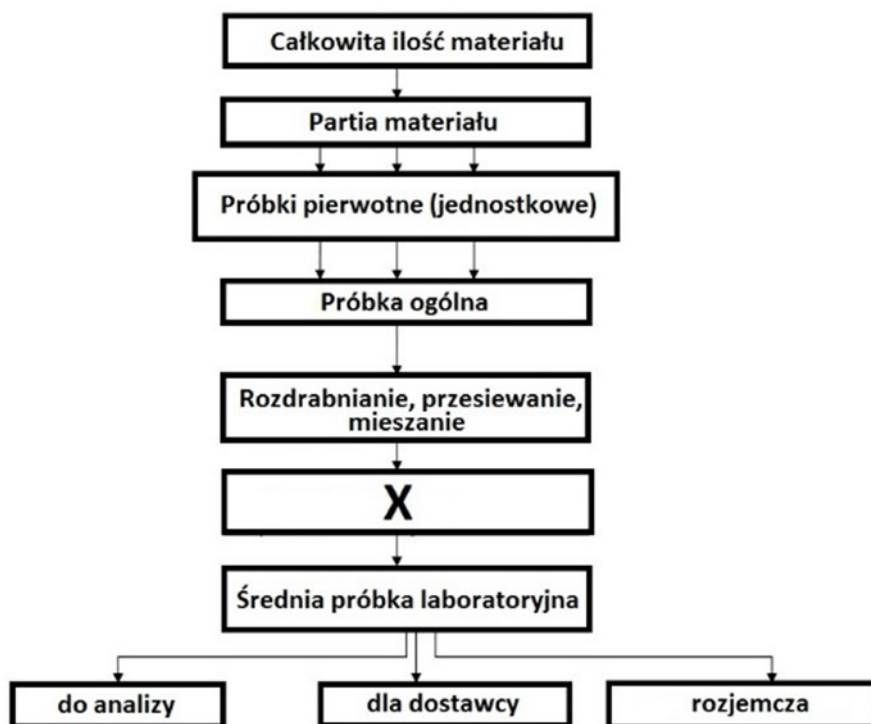 Całkowita ilość materiału
Partia materiału
Próbki pierwotne (jednostkowe)
Próbka ogólna
Rozdrabnianie, przesiewanie,
mieszanie
X
Średnia próbka laboratoryjna
do analizy
dla dostawcy
rozjemcza